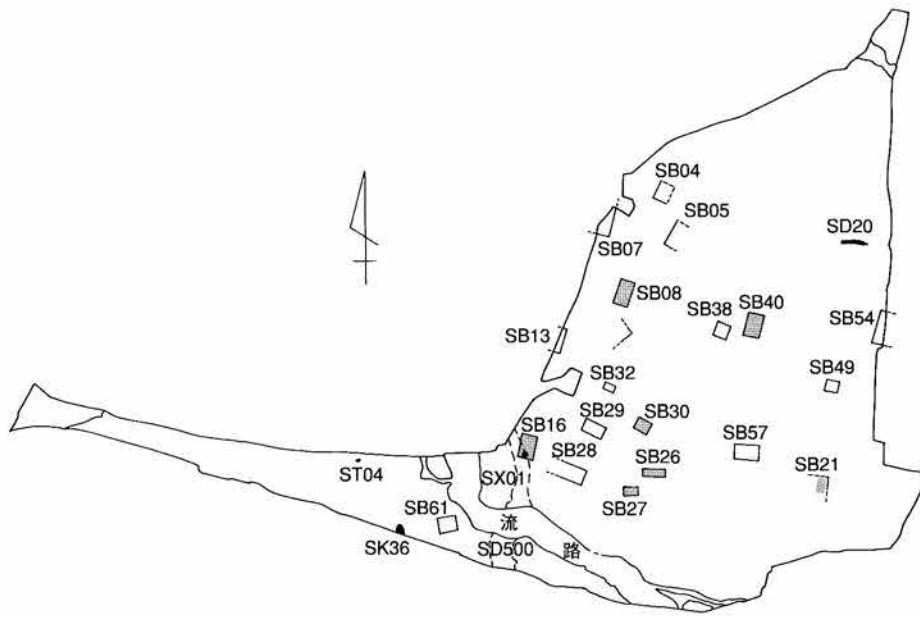 SB04
SB05
SB07
SD20
SB08
SB38
SB40
SB54
SB13
SB32
SB49
SB29
SB30
SB16
SB57
SB28
SB26
SB21
SB27
ST04
SX01
SB61
流路
SK36
SD500